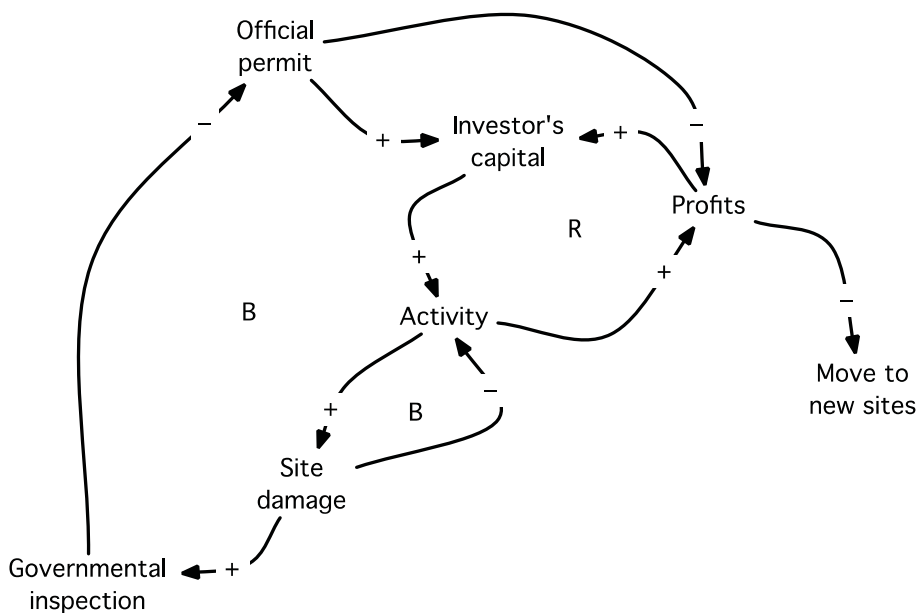 Official
permit
+
Investor's
capital
+
−
−
Profits
R
+
+
B
Activity
−
Move to
new sites
+
B
−
Site
damage
+
Governmental
inspection